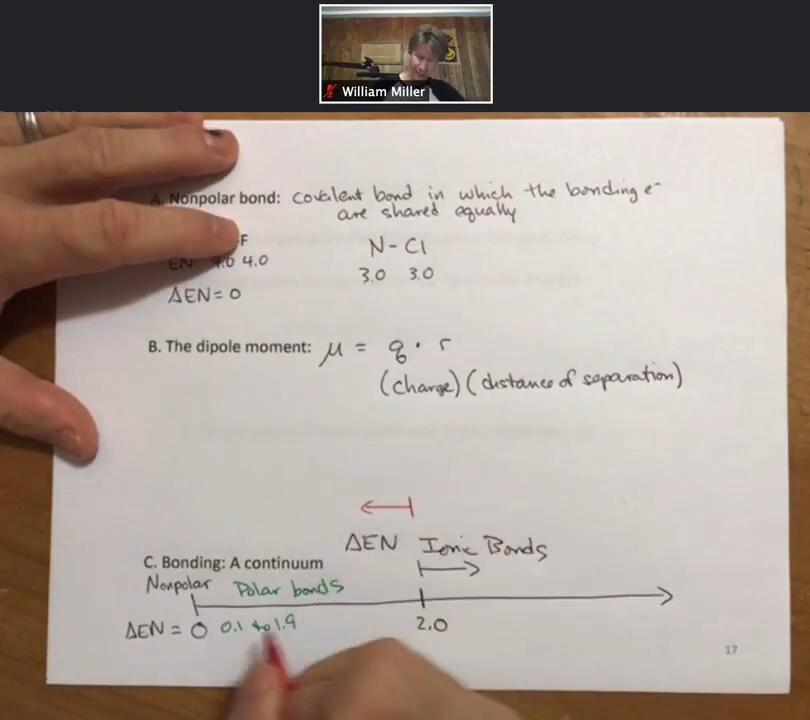 William Miller
A. Nonpolar bond: covalent bond in which the bonding e⁻
are shared equally
F N-Cl
EN 4.0 4.0 3.0 3.0
ΔEN = 0
B. The dipole moment: μ = q · r
(charge) (distance of separation)
ΔEN Ionic Bonds
C. Bonding: A continuum
Nonpolar Polar bonds
ΔEN = 0 0.1 to 1.9 2.0
17